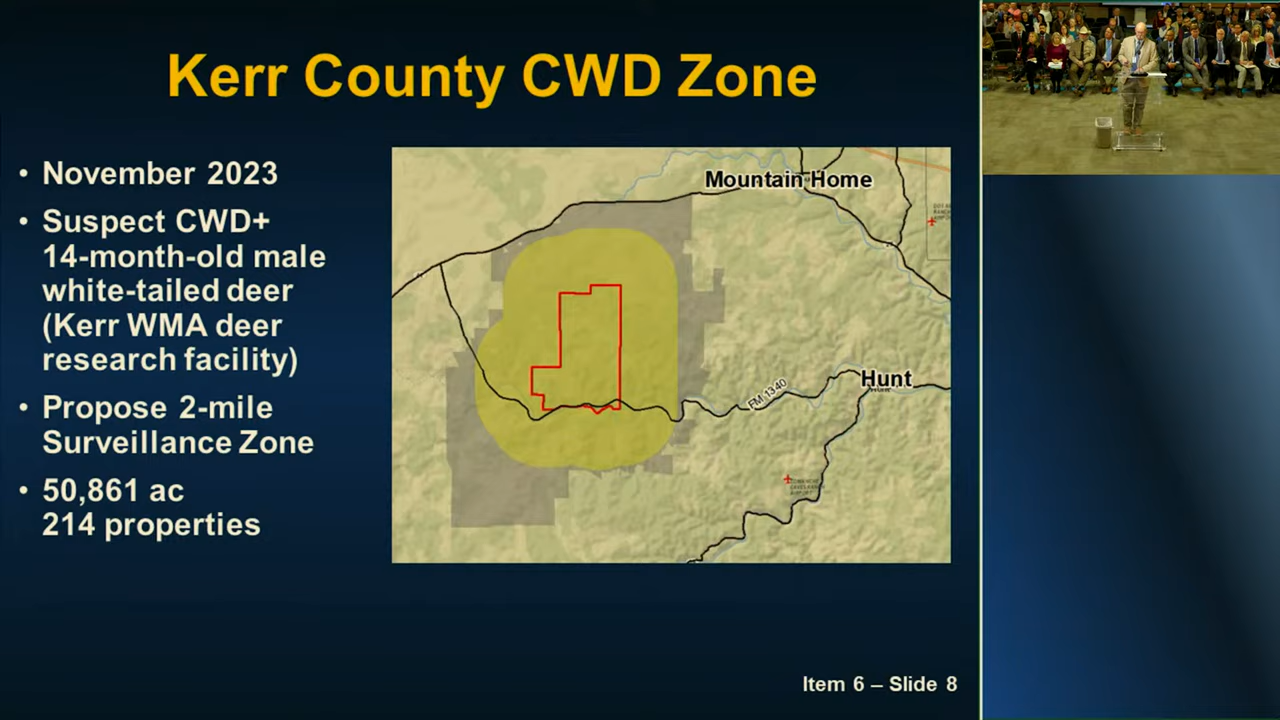 Kerr County CWD Zone
• November 2023
• Suspect CWD+
14-month-old male
white-tailed deer
(Kerr WMA deer
research facility)
• Propose 2-mile
Surveillance Zone
• 50,861 ac
214 properties
Mountain Home
Hunt
FM 1340
Item 6 – Slide 8